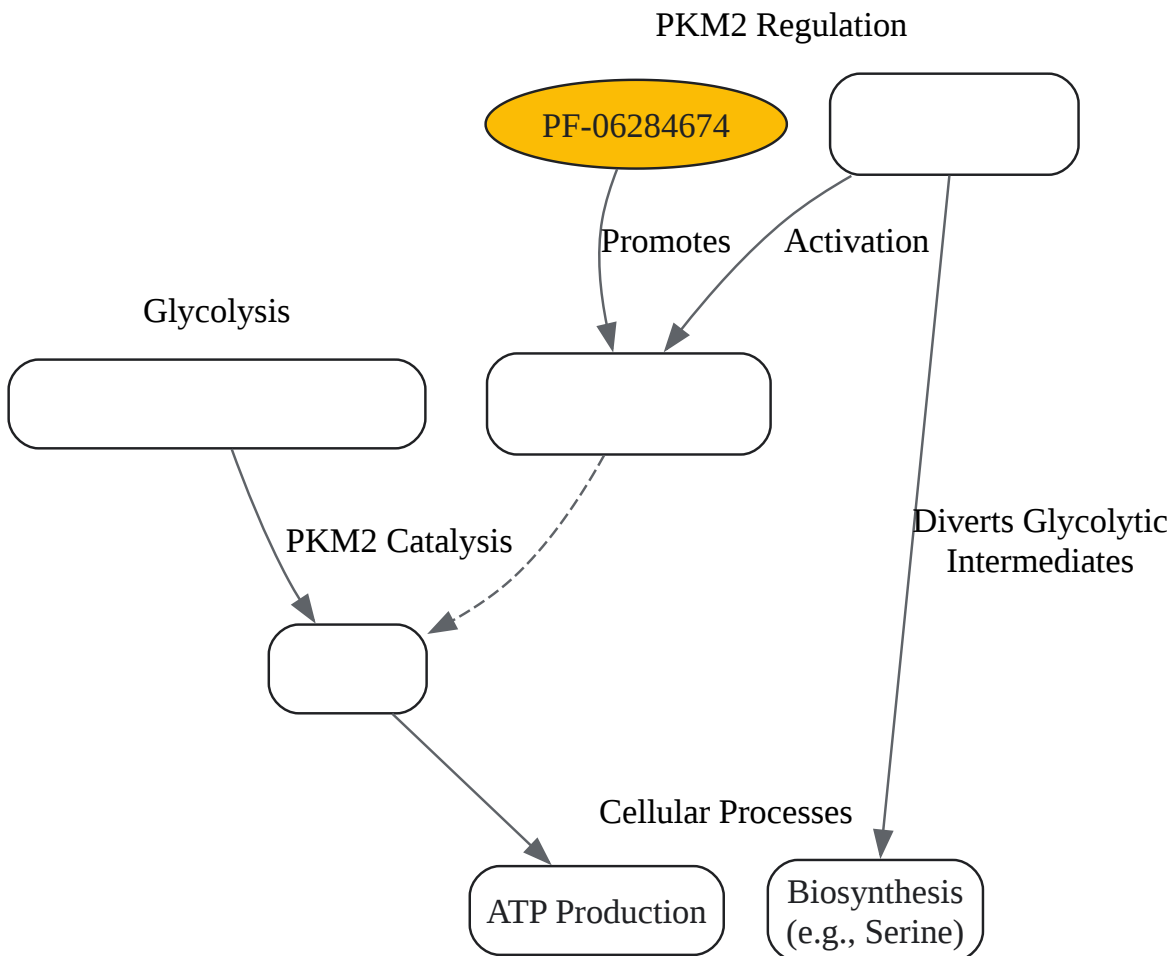 PKM2 Regulation
PF-06284674
Promotes
Activation
Glycolysis
PKM2 Catalysis
Diverts Glycolytic
Intermediates
Cellular Processes
ATP Production
Biosynthesis
(e.g., Serine)